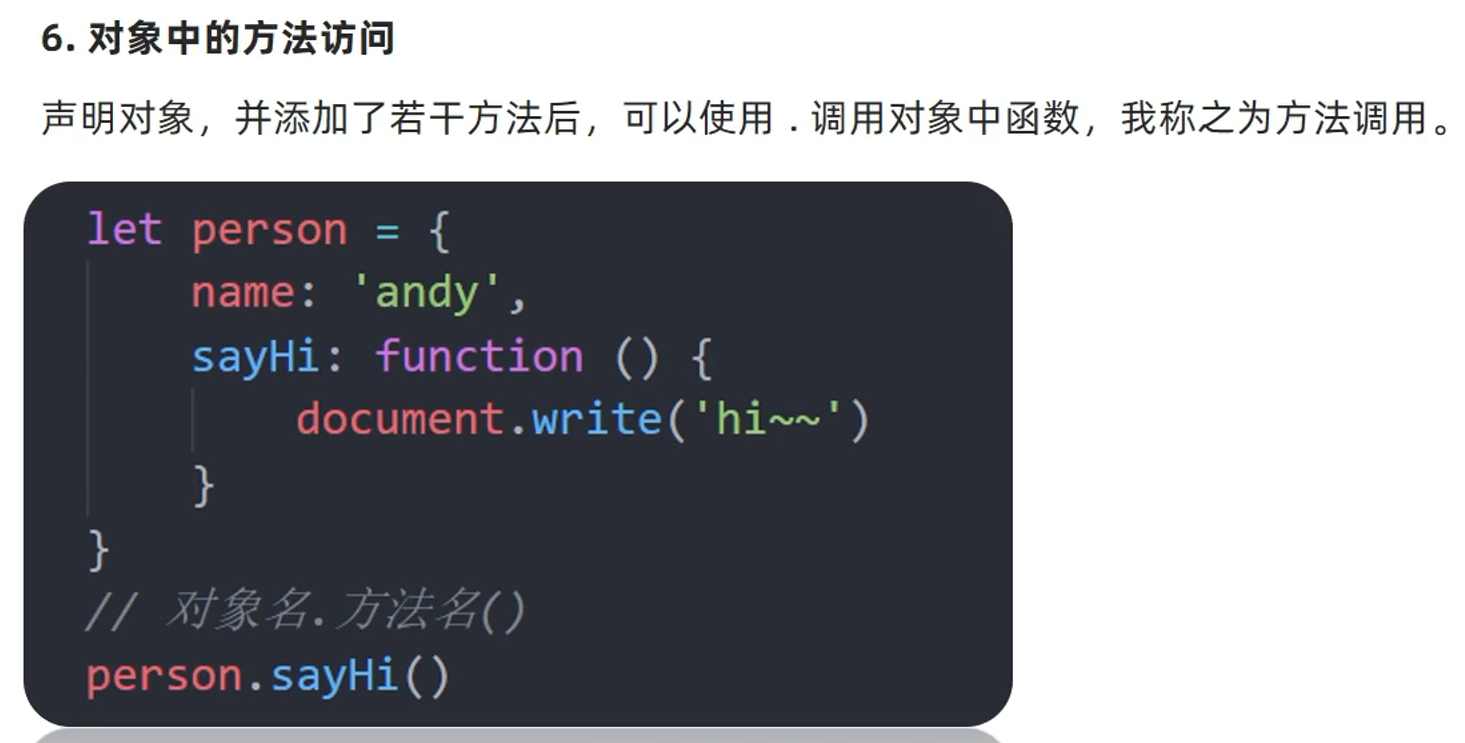 6. 对象中的方法访问
声明对象，并添加了若干方法后，可以使用 . 调用对象中函数，我称之为方法调用。
let person = {
    name: 'andy',
    sayHi: function () {
        document.write('hi~~')
    }
}
// 对象名.方法名()
person.sayHi()